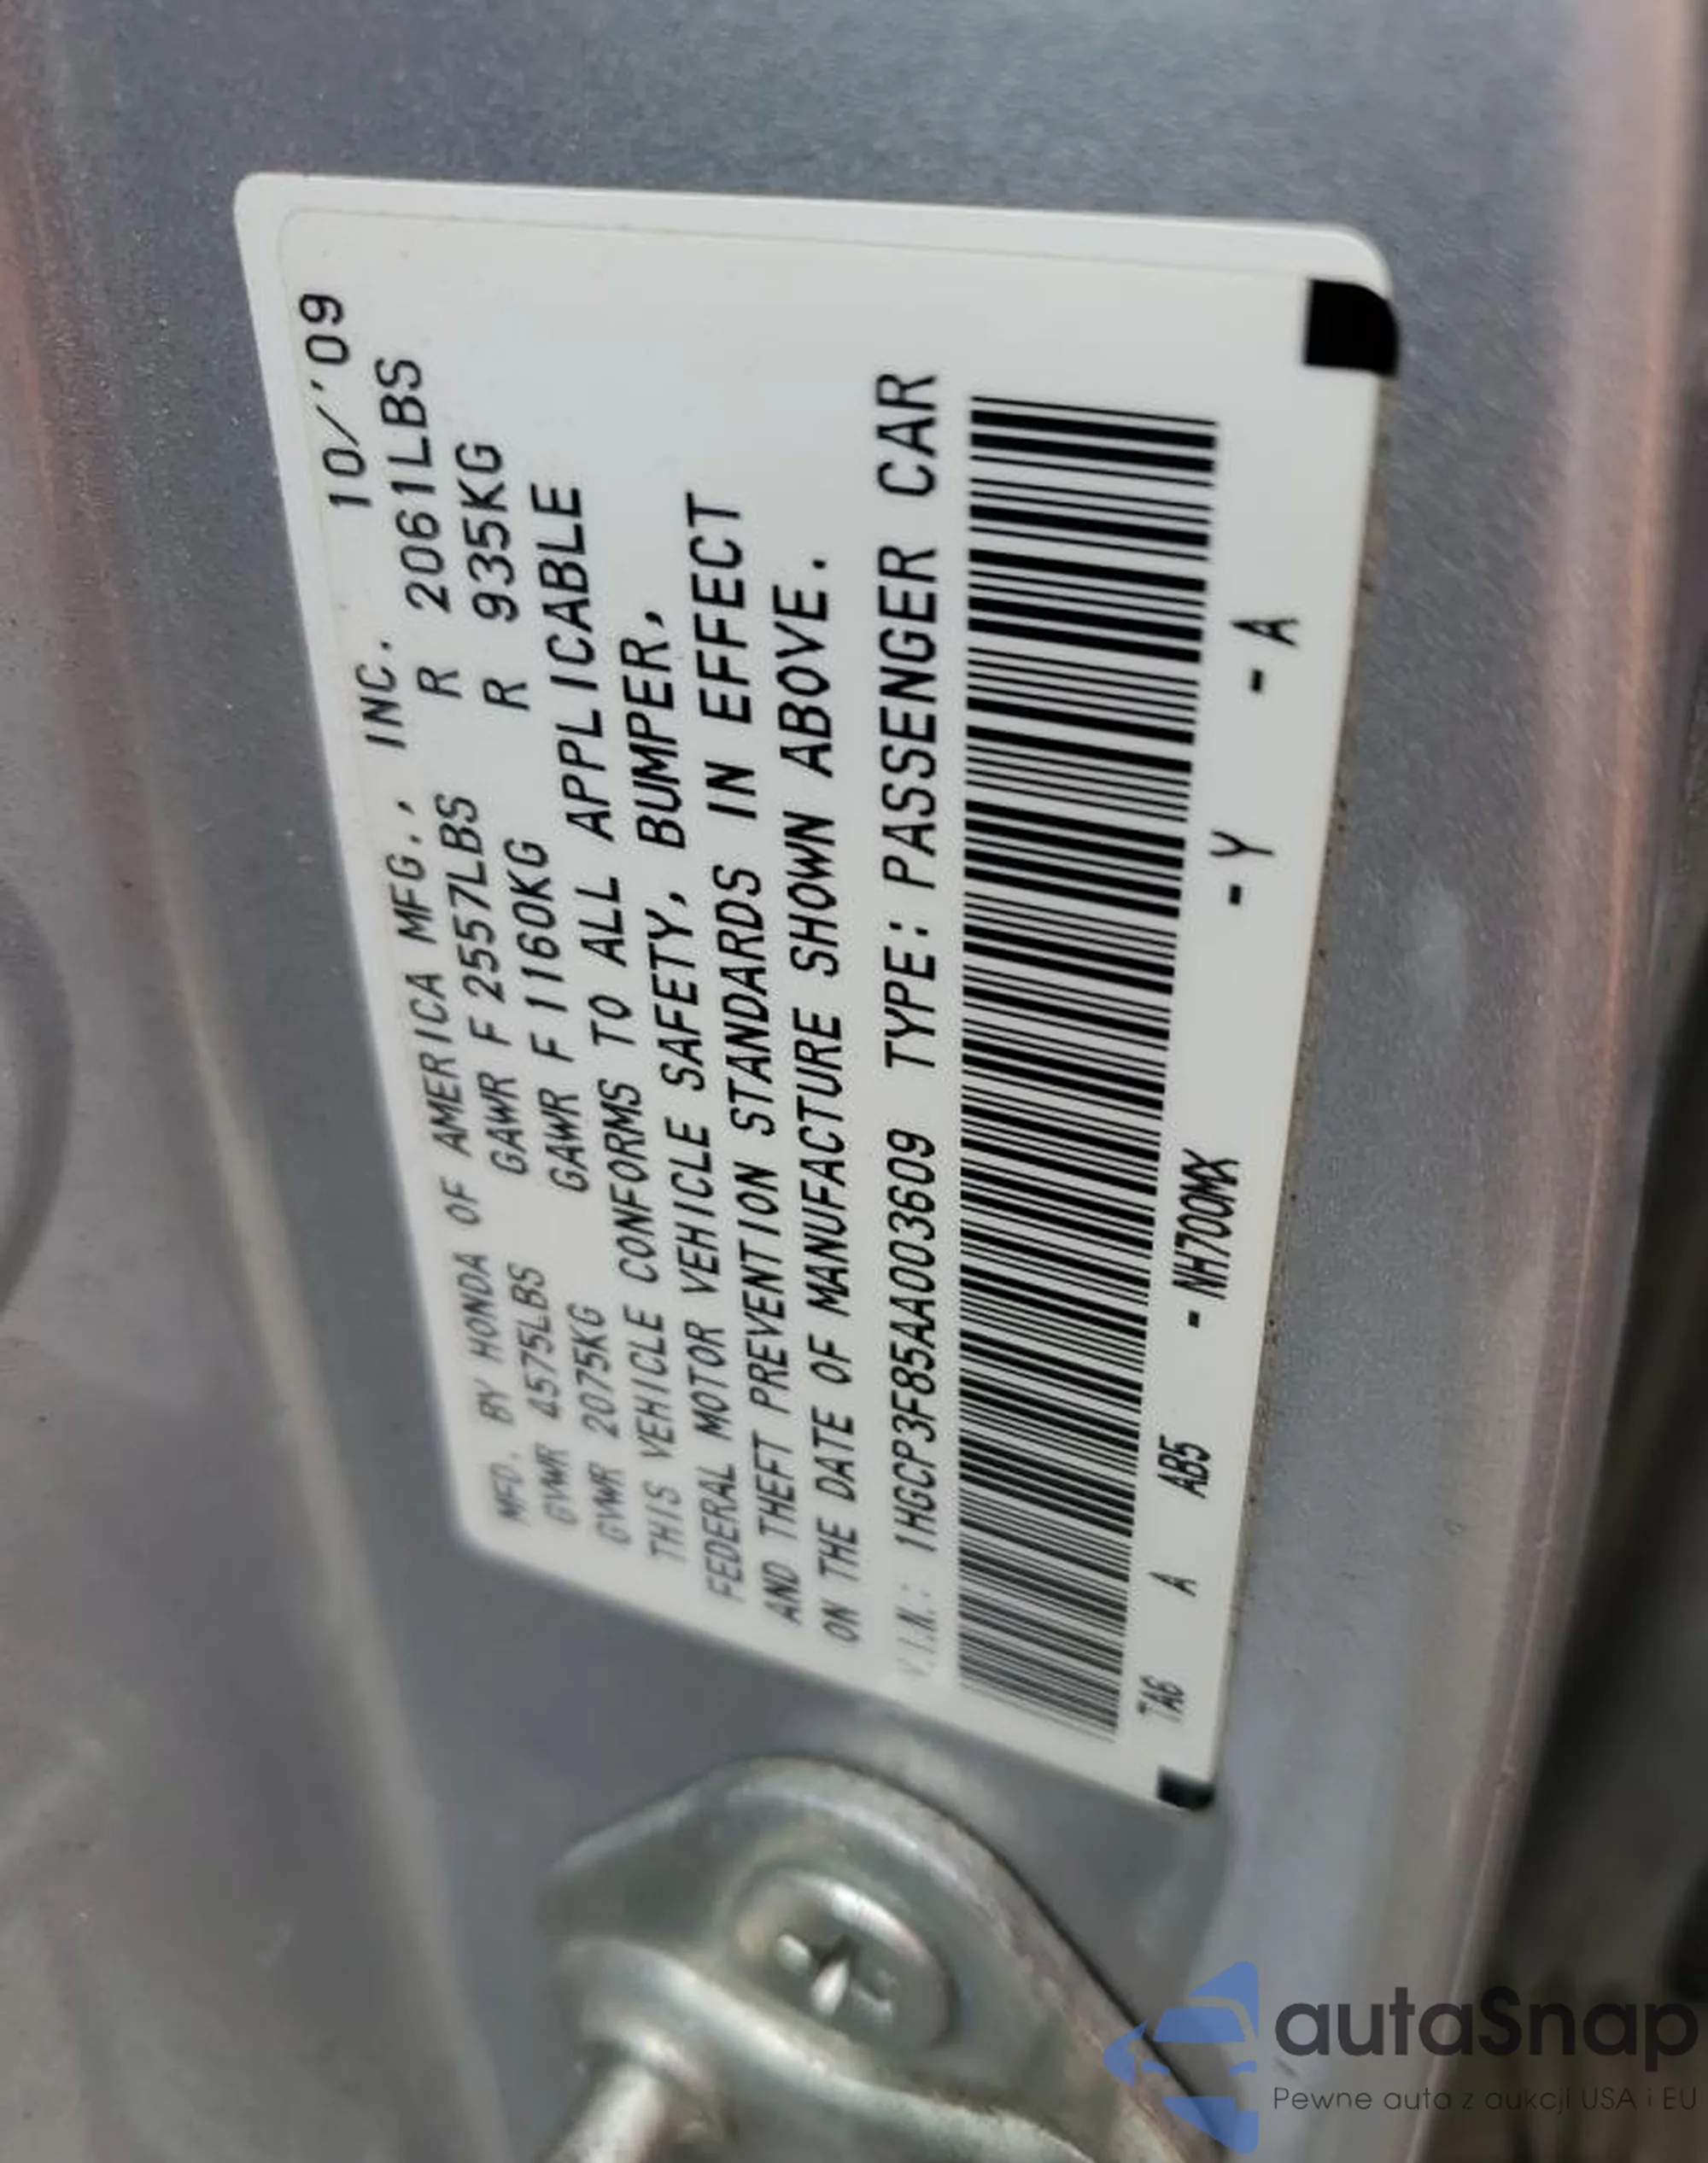 MFD. BY HONDA OF AMERICA MFG., INC. 10/'09
GVWR 4575LBS GAWR F 2557LBS R 2061LBS
GVWR 2075KG GAWR F 1160KG R 935KG
THIS VEHICLE CONFORMS TO ALL APPLICABLE
FEDERAL MOTOR VEHICLE SAFETY, BUMPER,
AND THEFT PREVENTION STANDARDS IN EFFECT
ON THE DATE OF MANUFACTURE SHOWN ABOVE.
V.I.N.: 1HGCP3F85AA003609 TYPE: PASSENGER CAR
TA6 A AB5 - NH700MX - Y - A
autaSnap
Pewne auta z aukcji USA i EU